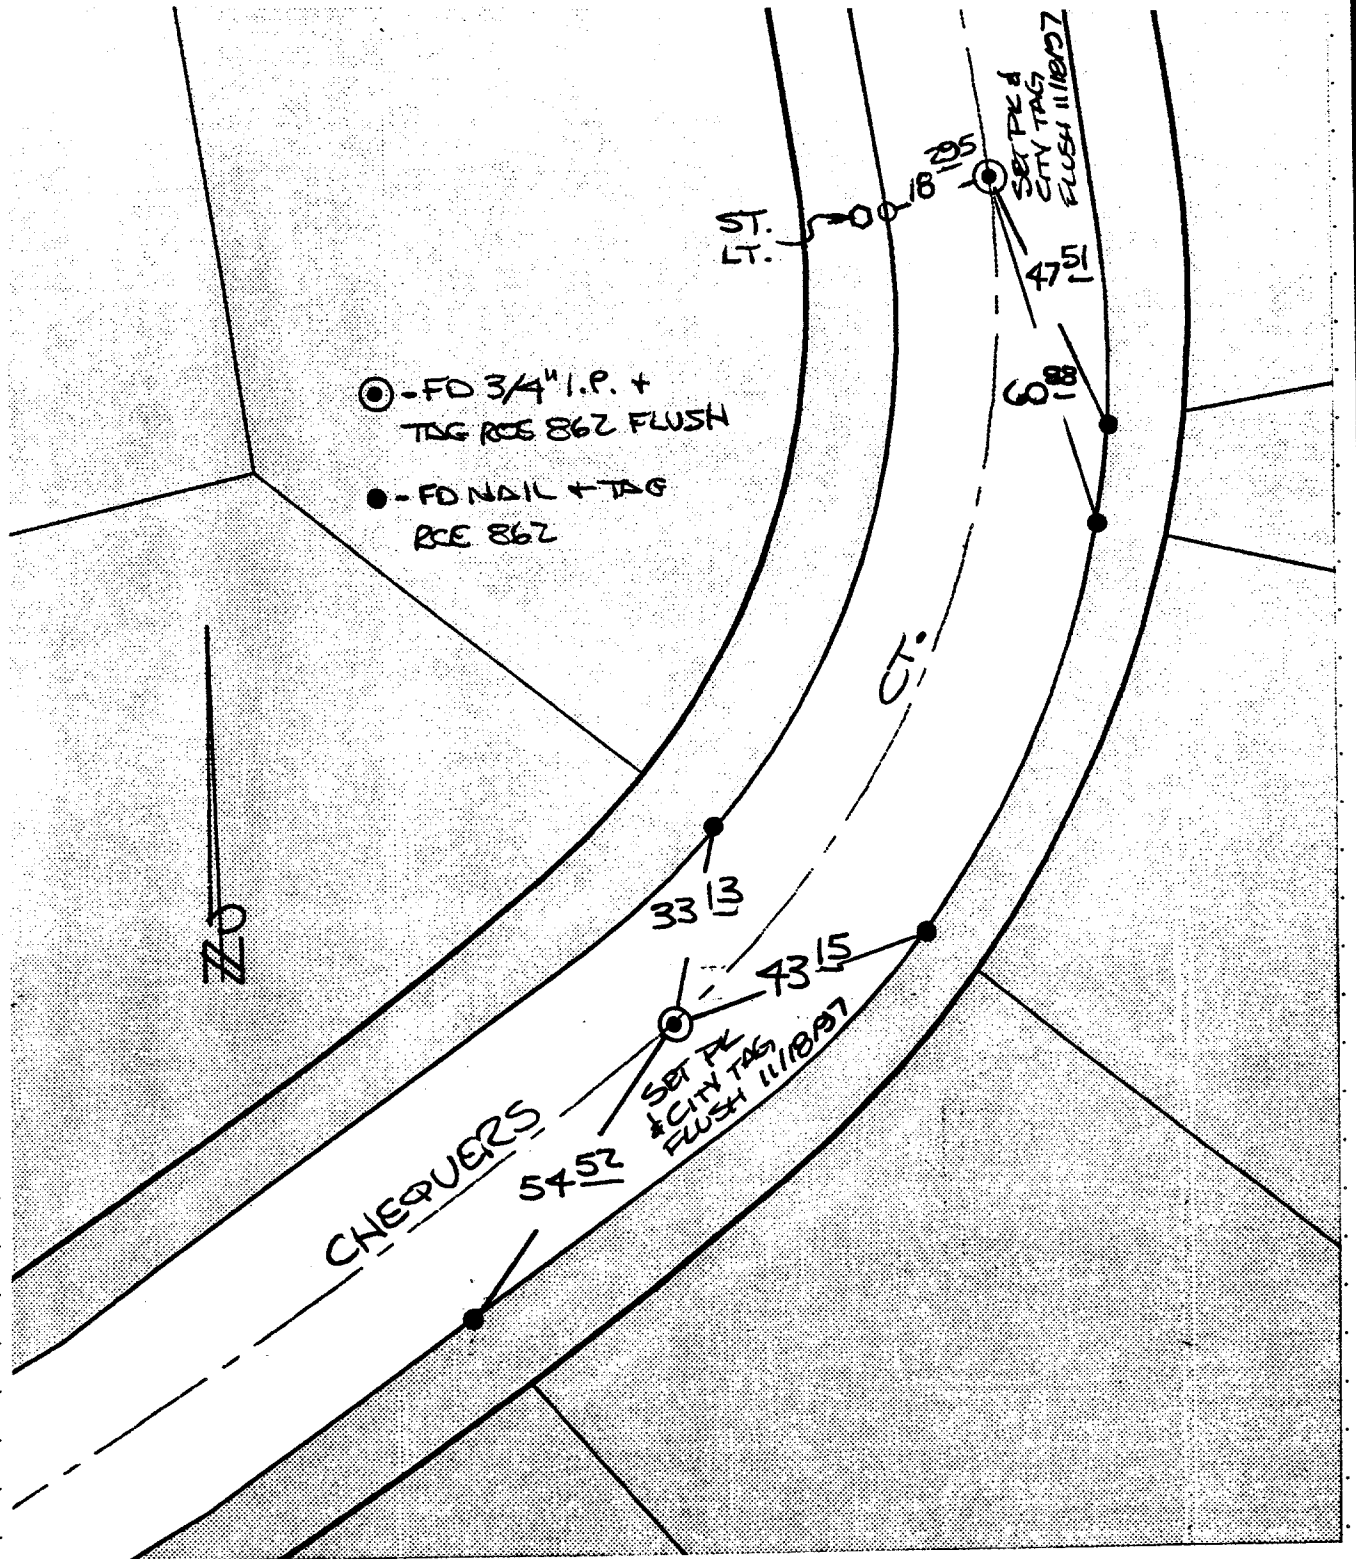 SET PK &
CITY TAG
FLUSH 11/18/97
18 295
ST.
LT.
47 51
60 88
- FD 3/4" I.P. +
TAG RCE 862 FLUSH
- FD NAIL + TAG
RCE 862
CT.
33 13
43 15
SET PK
& CITY TAG
FLUSH 11/18/97
CHEQUERS
54 52